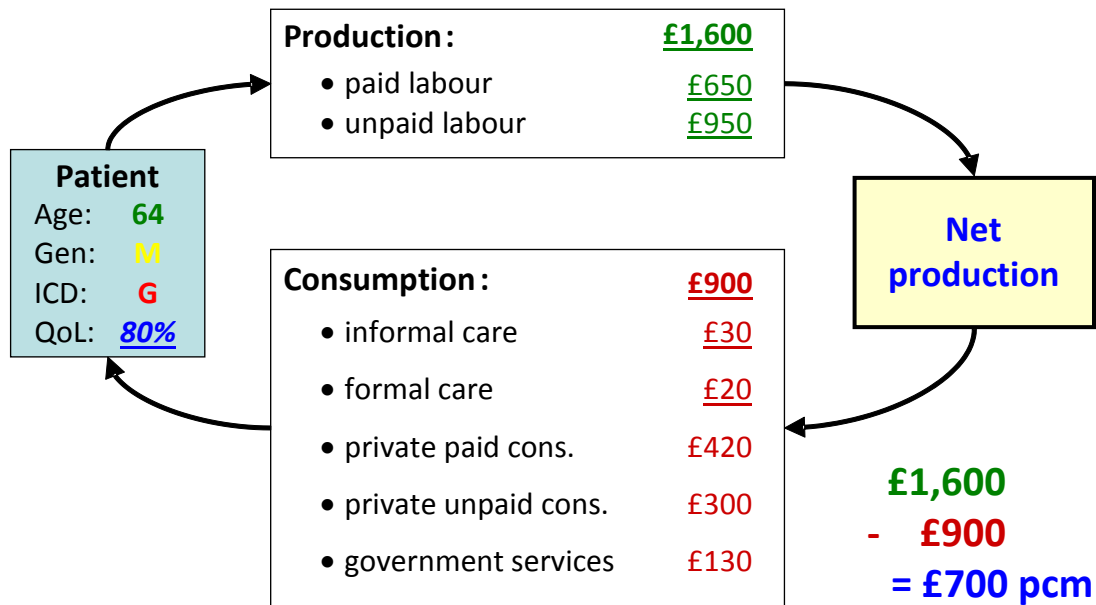 Production: £1,600
• paid labour £650
• unpaid labour £950
Patient
Age: 64
Gen: M
ICD: G
QoL: 80%
Net
production
Consumption: £900
• informal care £30
• formal care £20
• private paid cons. £420
• private unpaid cons. £300
• government services £130
£1,600
- £900
= £700 pcm